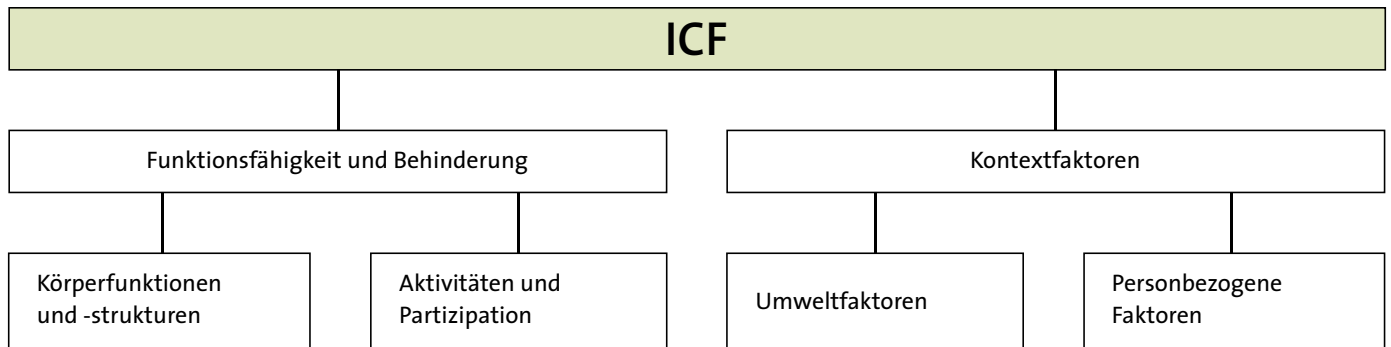 ICF
Funktionsfähigkeit und Behinderung
Kontextfaktoren
Körperfunktionen
und -strukturen
Aktivitäten und
Partizipation
Umweltfaktoren
Personbezogene
Faktoren